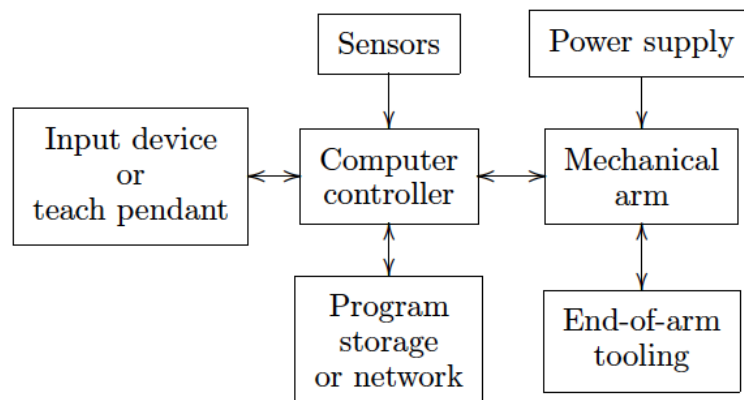 Sensors
Power supply
Input device
or
teach pendant
Computer
controller
Mechanical
arm
Program
storage
or network
End-of-arm
tooling